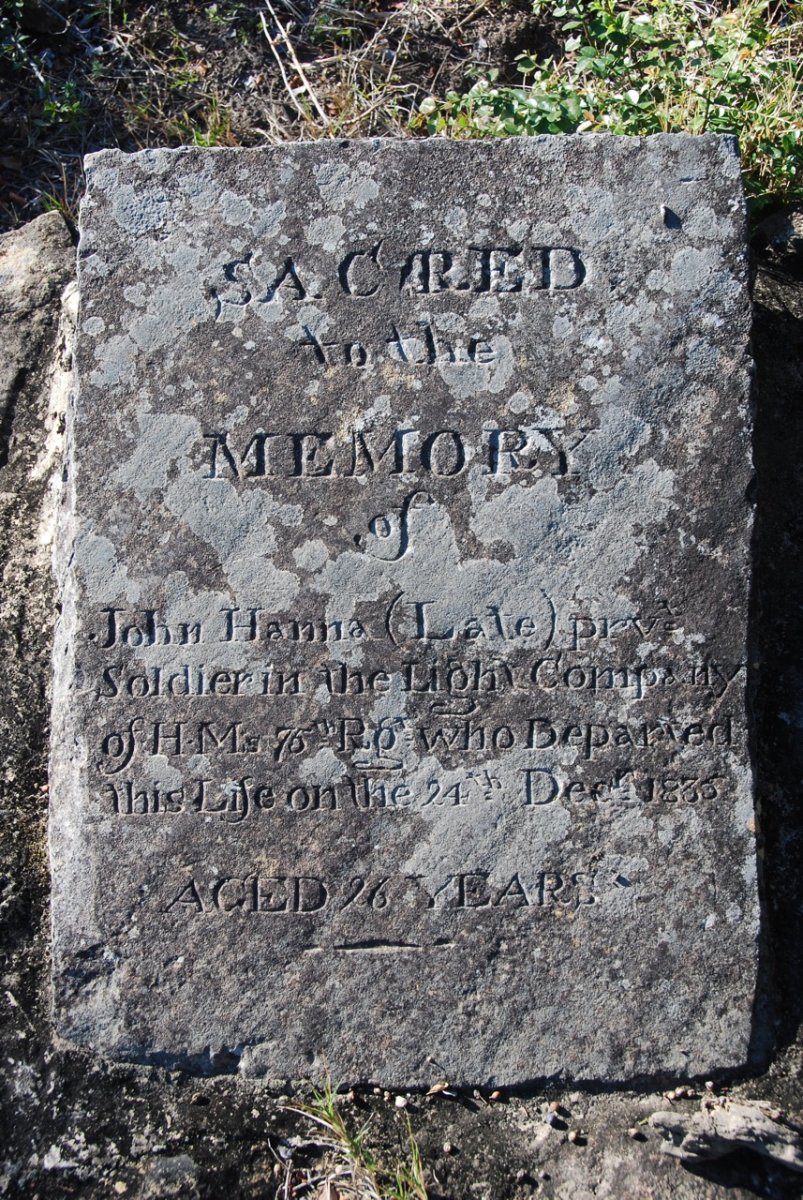 SACRED
to the
MEMORY
of
John Hanna (Late) prvt
Soldier in the Light Company
of H.Ms 75th Rgt who Departed
this Life on the 24th Decr 1835
AGED 26 YEARS